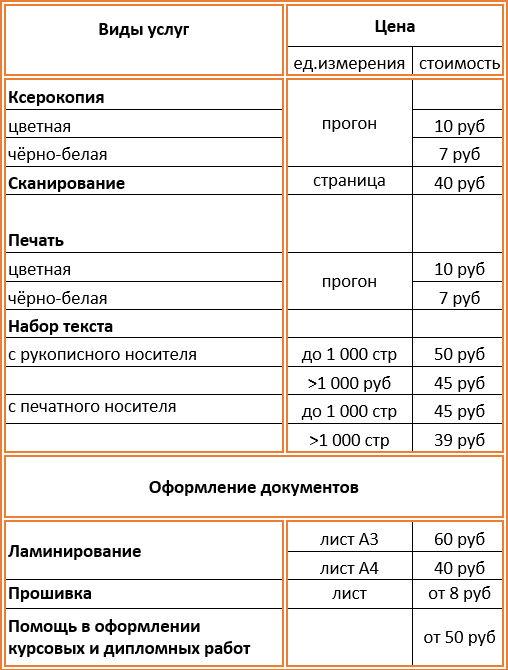 Виды услуг
Цена
ед.измерения стоимость
Ксерокопия
цветная прогон 10 руб
чёрно-белая 7 руб
Сканирование страница 40 руб
Печать
цветная прогон 10 руб
чёрно-белая 7 руб
Набор текста
с рукописного носителя до 1 000 стр 50 руб
>1 000 руб 45 руб
с печатного носителя до 1 000 стр 45 руб
>1 000 стр 39 руб
Оформление документов
Ламинирование лист А3 60 руб
лист А4 40 руб
Прошивка лист от 8 руб
Помощь в оформлении
курсовых и дипломных работ от 50 руб